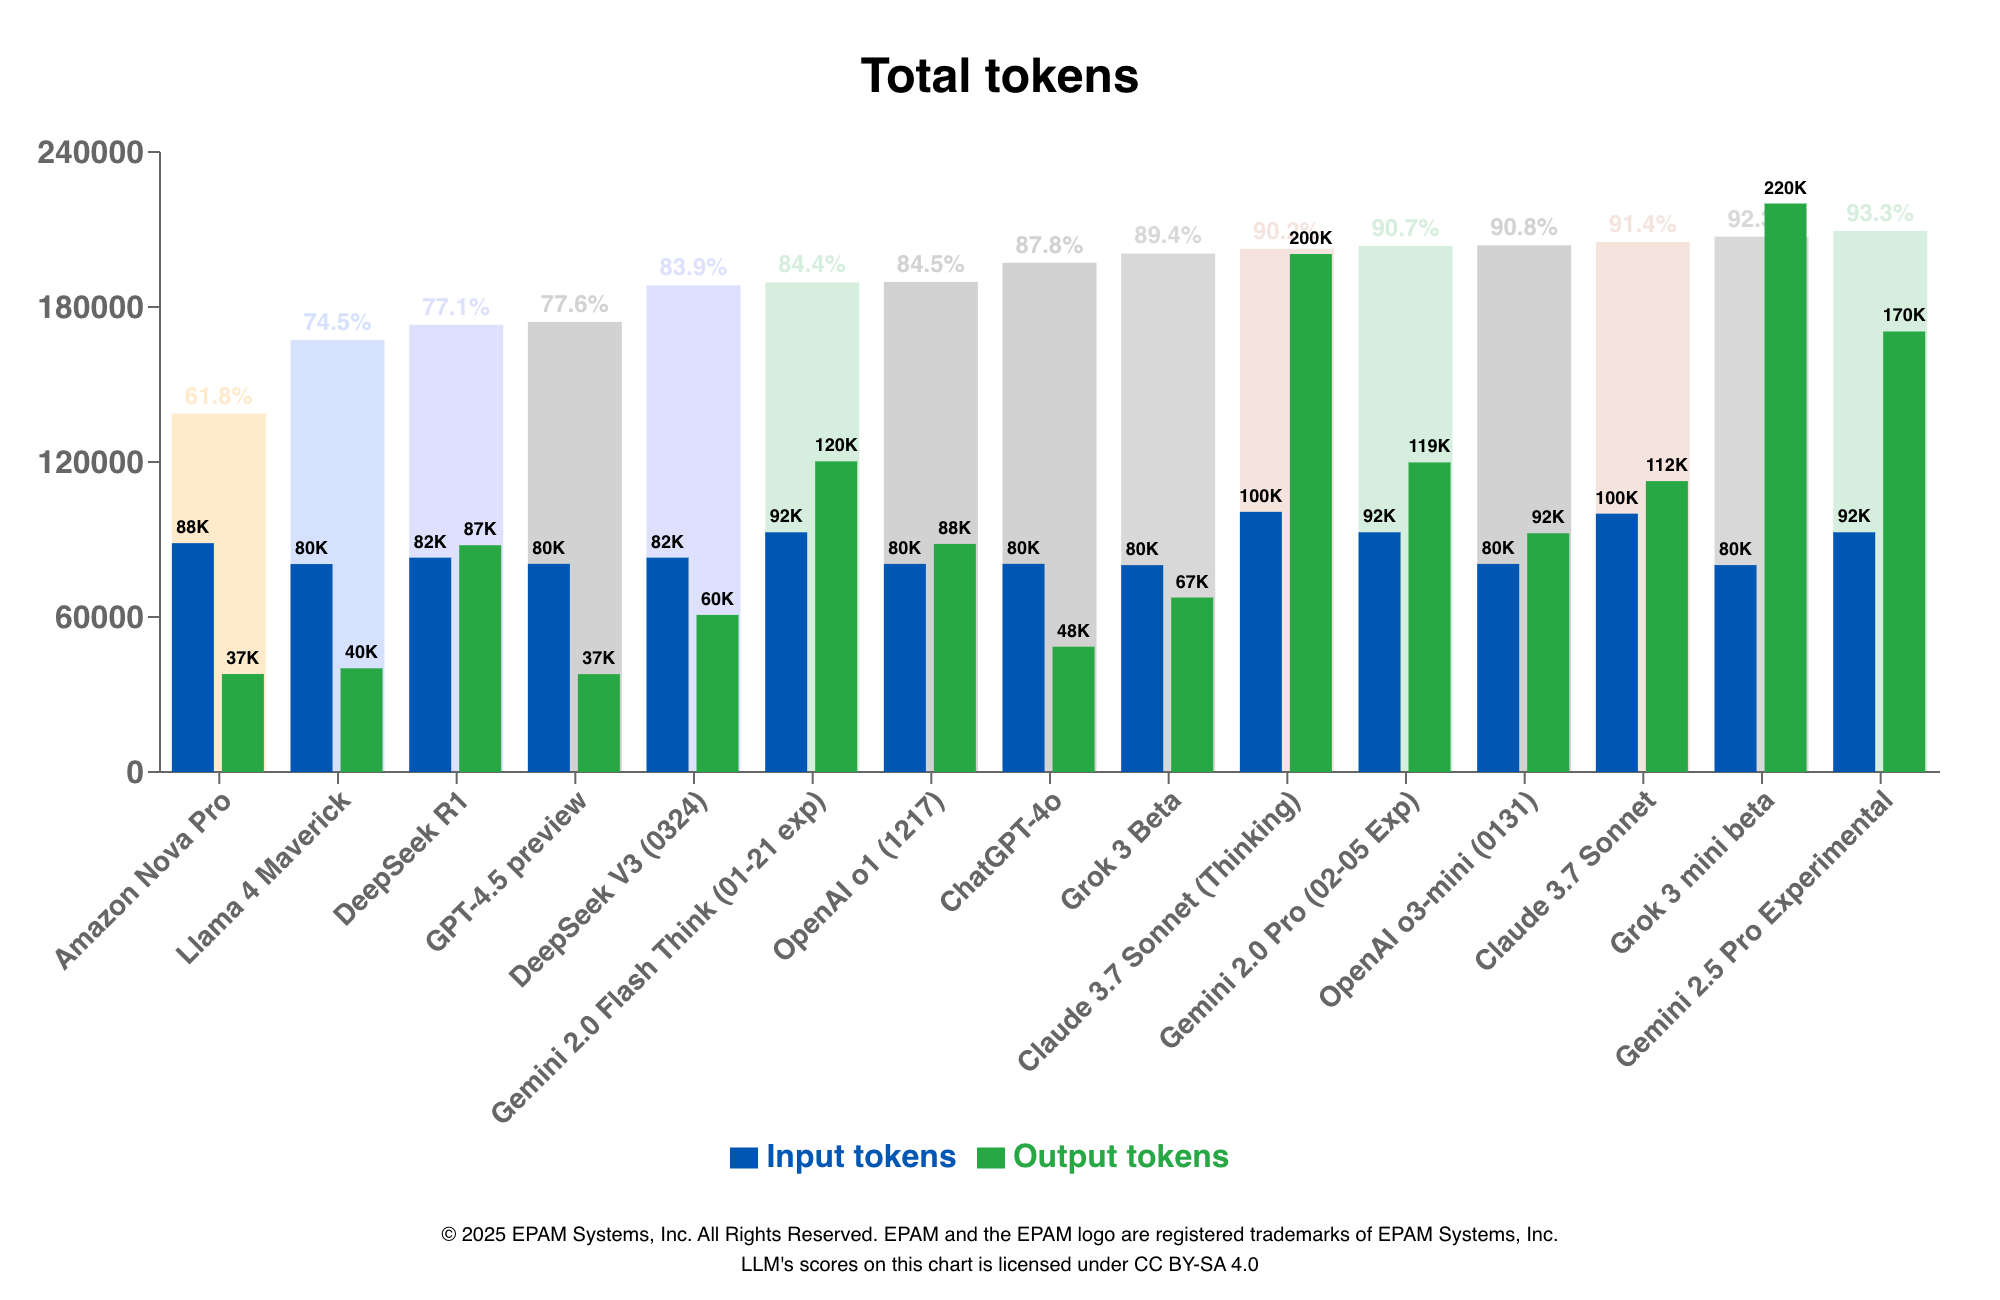 Total tokens
240000
180000
120000
60000
0
61.8%
74.5%
77.1%
77.6%
83.9%
84.4%
84.5%
87.8%
89.4%
90.7%
90.8%
91.4%
93.3%
88K
37K
80K
40K
82K
87K
80K
37K
82K
60K
92K
120K
80K
88K
80K
48K
80K
67K
100K
200K
92K
119K
80K
92K
100K
112K
80K
220K
92K
170K
Amazon Nova Pro
Llama 4 Maverick
DeepSeek R1
GPT-4.5 preview
DeepSeek V3 (0324)
Gemini 2.0 Flash Think (01-21 exp)
OpenAI o1 (1217)
ChatGPT-4o
Grok 3 Beta
Claude 3.7 Sonnet (Thinking)
Gemini 2.0 Pro (02-05 Exp)
OpenAI o3-mini (0131)
Claude 3.7 Sonnet
Grok 3 mini beta
Gemini 2.5 Pro Experimental
Input tokens
Output tokens
© 2025 EPAM Systems, Inc. All Rights Reserved. EPAM and the EPAM logo are registered trademarks of EPAM Systems, Inc.
LLM's scores on this chart is licensed under CC BY-SA 4.0